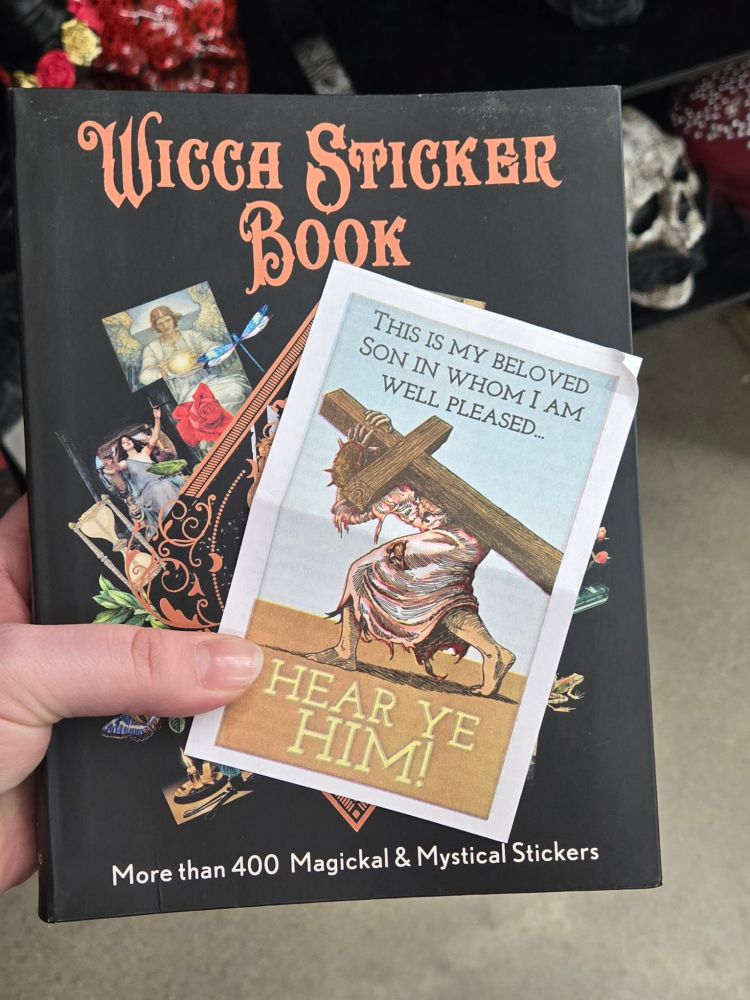 WICCA STICKER
BOOK
THIS IS MY BELOVED
SON IN WHOM I AM
WELL PLEASED...
HEAR YE
HIM!
More than 400 Magickal & Mystical Stickers